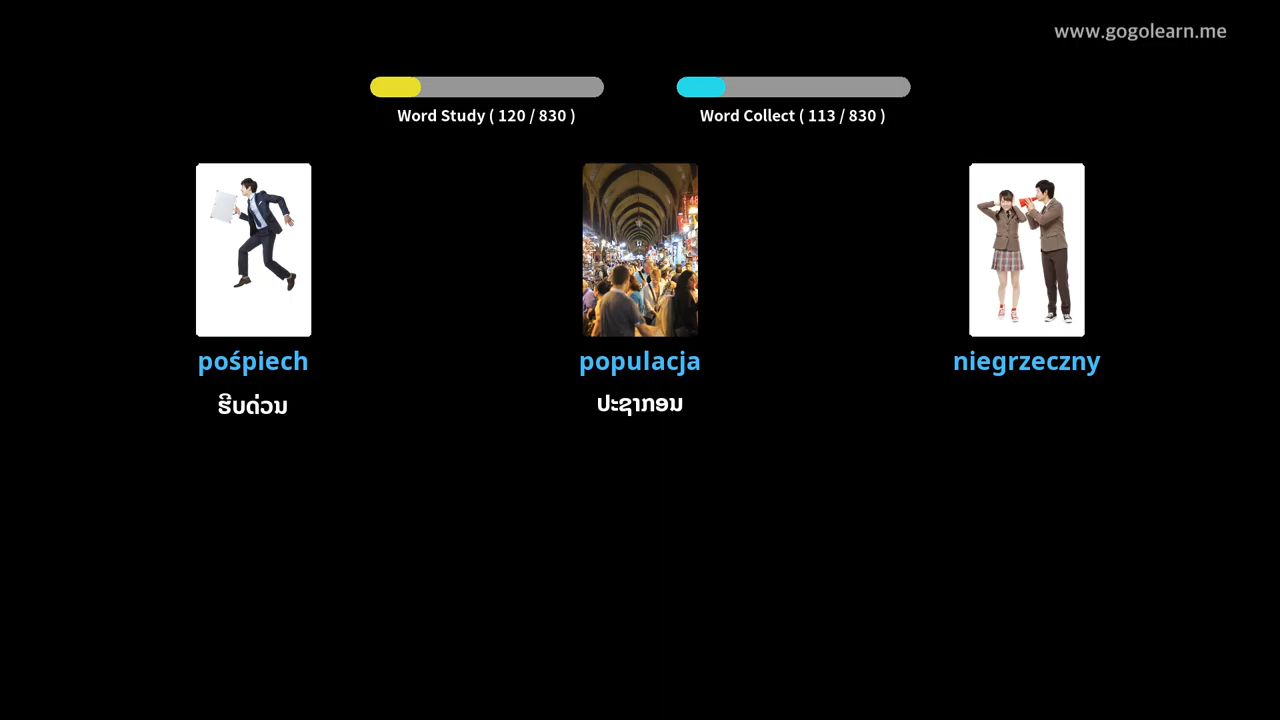 www.gogolearn.me
Word Study ( 120 / 830 )
Word Collect ( 113 / 830 )
pośpiech
populacja
niegrzeczny
ຮີບດ່ວນ
ປະຊາກອນ